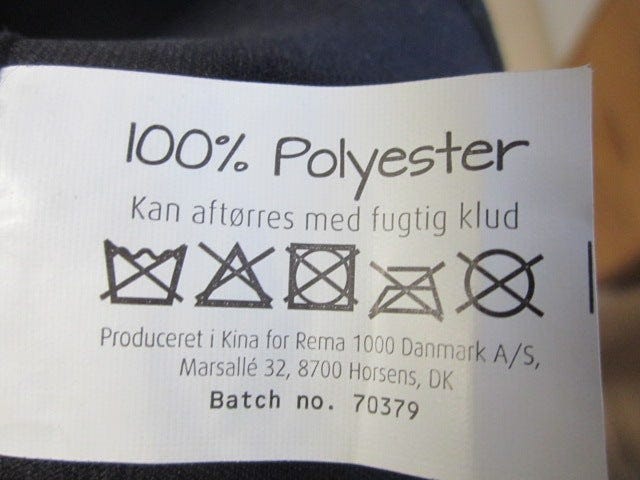 100% Polyester
Kan aftørres med fugtig klud
Produceret i Kina for Rema 1000 Danmark A/S,
Marsallé 32, 8700 Horsens, DK
Batch no. 70379